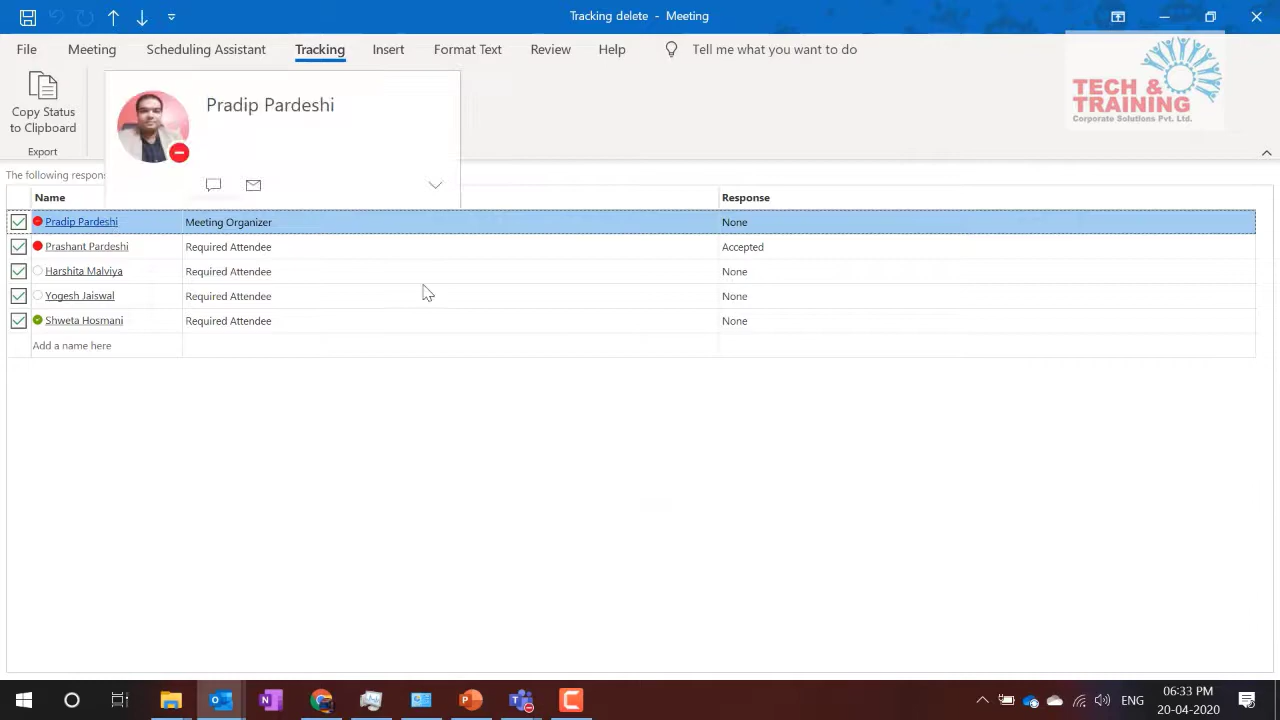 Tracking delete - Meeting
File Meeting Scheduling Assistant Tracking Insert Format Text Review Help Tell me what you want to do
Copy Status
to Clipboard
Export
Pradip Pardeshi
TECH &
TRAINING
Corporate Solutions Pvt. Ltd.
The following
Name Response
Pradip Pardeshi Meeting Organizer None
Prashant Pardeshi Required Attendee Accepted
Harshita Malviya Required Attendee None
Yogesh Jaiswal Required Attendee None
Shweta Hosmani Required Attendee None
Add a name here
ENG
06:33 PM
20-04-2020